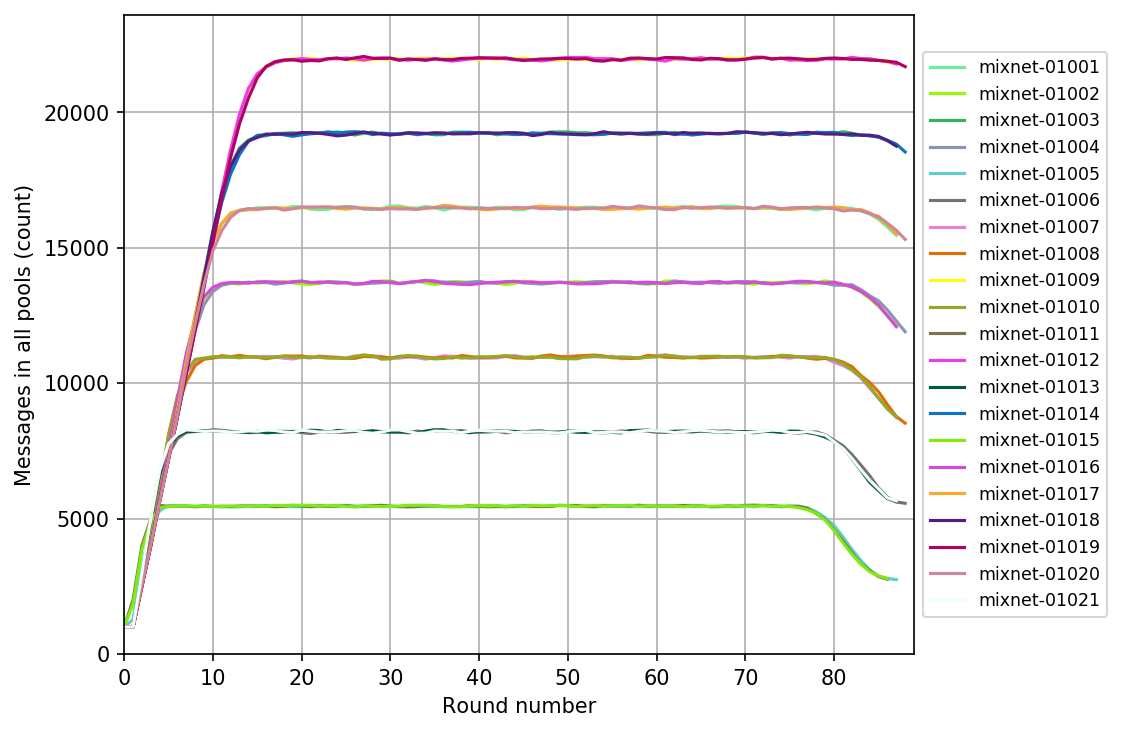 Messages in all pools (count)
20000
15000
10000
5000
0
0 10 20 30 40 50 60 70 80
Round number
mixnet-01001
mixnet-01002
mixnet-01003
mixnet-01004
mixnet-01005
mixnet-01006
mixnet-01007
mixnet-01008
mixnet-01009
mixnet-01010
mixnet-01011
mixnet-01012
mixnet-01013
mixnet-01014
mixnet-01015
mixnet-01016
mixnet-01017
mixnet-01018
mixnet-01019
mixnet-01020
mixnet-01021